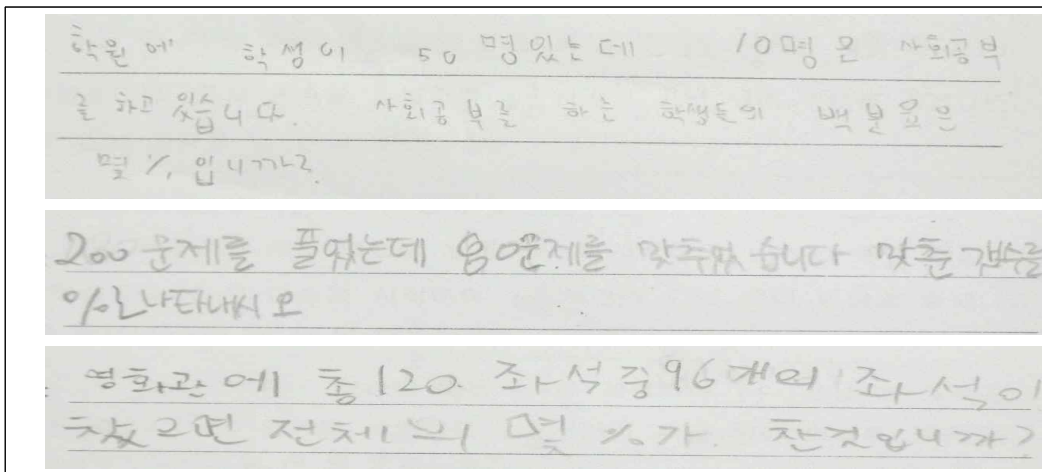 학원에 학생이 50명있는데 10명은 사회공부
를 하고 있습니다. 사회공부를 하는 학생들의 백분율은
몇 %입니까?
200문제를 풀었는데 80문제를 맞추었습니다 맞춘 갯수를
%로 나타내시오
영화관에 총 120좌석 중 96개의 좌석이
찼으면 전체의 몇 %가 찬것입니까?